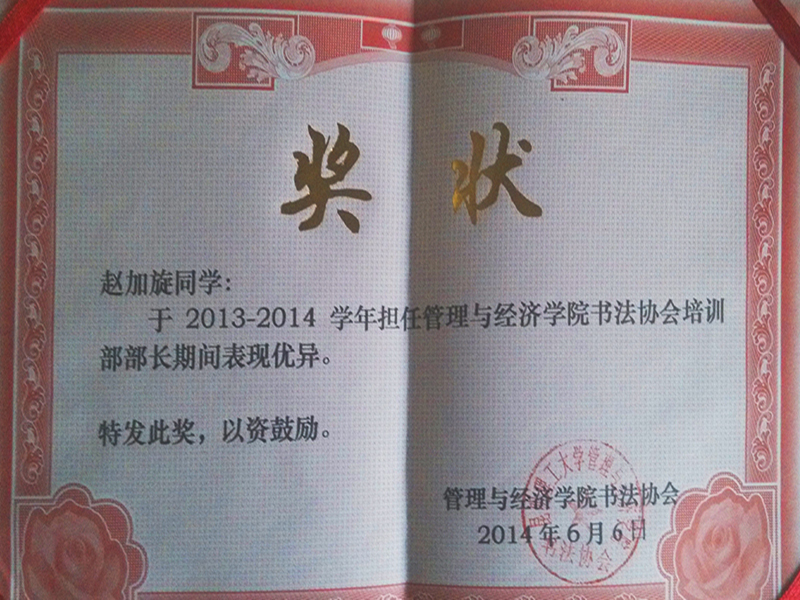 奖状
赵加旋同学：
于 2013-2014 学年担任管理与经济学院书法协会培训
部部长期间表现优异。
特发此奖，以资鼓励。
管理与经济学院书法协会
2014 年 6 月 6 日
理工大学管理与
书法协会